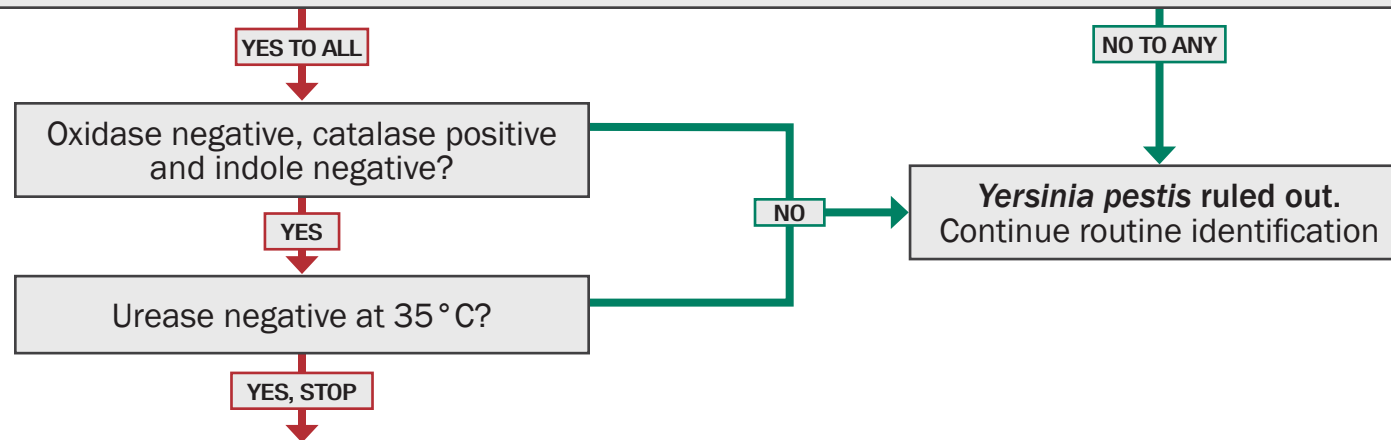 YES TO ALL
NO TO ANY
Oxidase negative, catalase positive
and indole negative?
Yersinia pestis ruled out.
Continue routine identification
NO
YES
Urease negative at 35°C?
YES, STOP